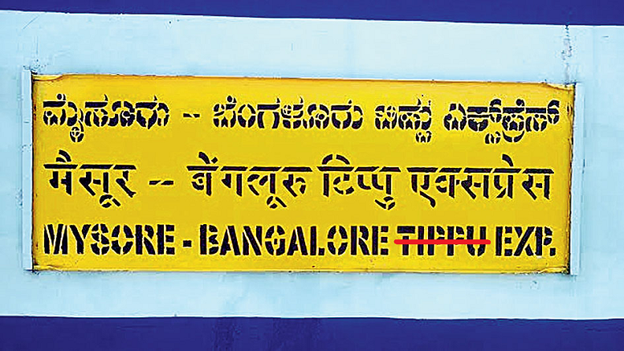 ಮೈಸೂರು - ಬೆಂಗಳೂರು ಟಿಪ್ಪು ಎಕ್ಸ್‌ಪ್ರೆಸ್
मैसूर -- बेंगलूरु टिप्पु एक्सप्रेस
MYSORE - BANGALORE TIPPU EXP.